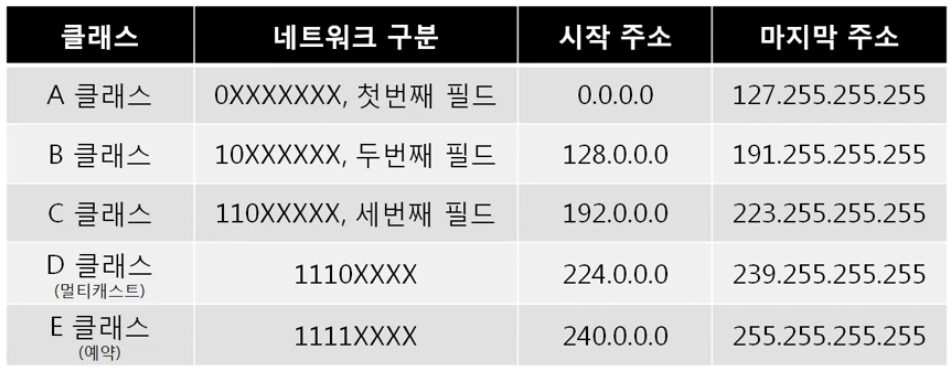 클래스 네트워크 구분 시작 주소 마지막 주소
A 클래스 0XXXXXXX, 첫번째 필드 0.0.0.0 127.255.255.255
B 클래스 10XXXXXX, 두번째 필드 128.0.0.0 191.255.255.255
C 클래스 110XXXXX, 세번째 필드 192.0.0.0 223.255.255.255
D 클래스 (멀티캐스트) 1110XXXX 224.0.0.0 239.255.255.255
E 클래스 (예약) 1111XXXX 240.0.0.0 255.255.255.255